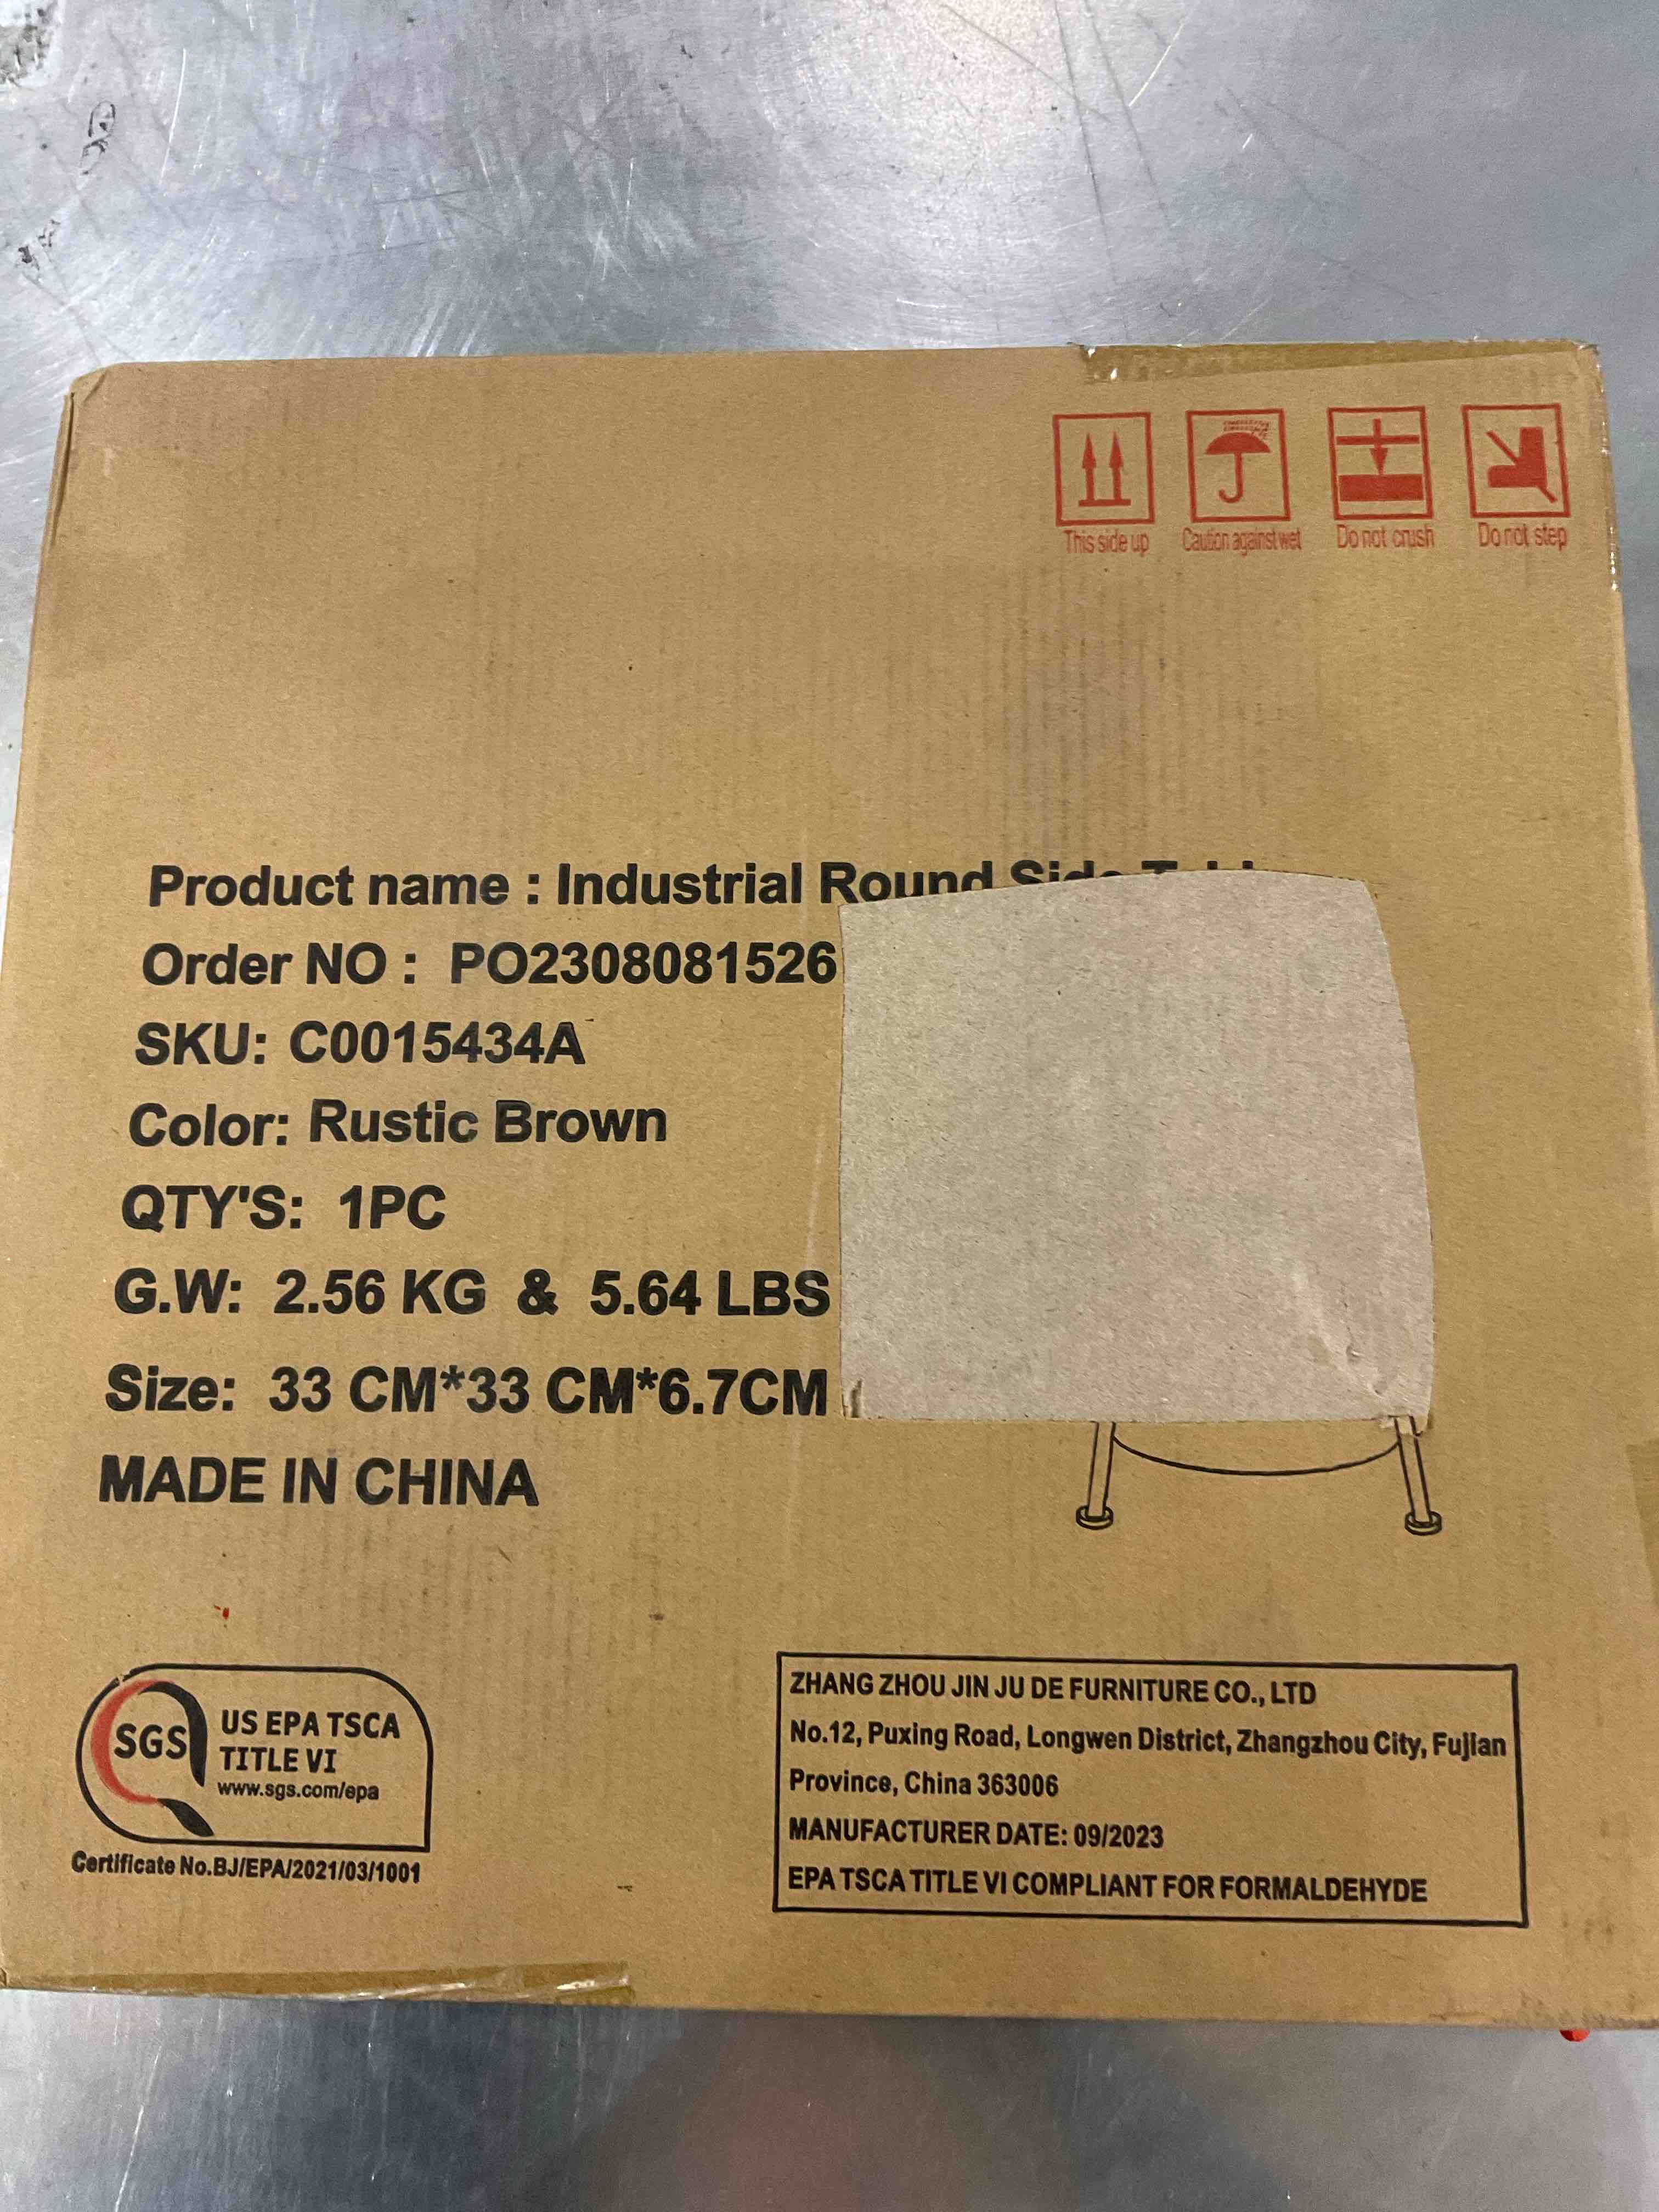 This side up
Caution against wet
Do not crush
Do not step
Product name : Industrial Round Side Table
Order NO : PO2308081526
SKU: C0015434A
Color: Rustic Brown
QTY'S: 1PC
G.W: 2.56 KG & 5.64 LBS
Size: 33 CM*33 CM*6.7CM
MADE IN CHINA
SGS
US EPA TSCA
TITLE VI
www.sgs.com/epa
Certificate No.BJ/EPA/2021/03/1001
ZHANG ZHOU JIN JU DE FURNITURE CO., LTD
No.12, Puxing Road, Longwen District, Zhangzhou City, Fujian
Province, China 363006
MANUFACTURER DATE: 09/2023
EPA TSCA TITLE VI COMPLIANT FOR FORMALDEHYDE